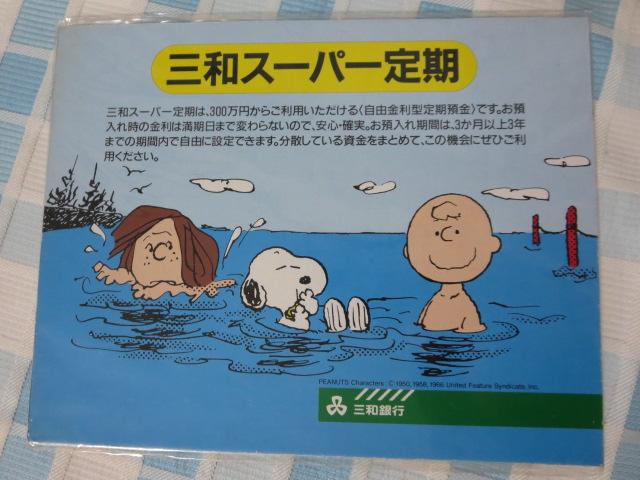 三和スーパー定期
三和スーパー定期は、300万円からご利用いただける〈自由金利型定期預金〉です。お預
入れ時の金利は満期日まで変わらないので、安心・確実。お預入れ期間は、3か月以上3年
までの期間内で自由に設定できます。分散している資金をまとめて、この機会にぜひご利
用ください。
PEANUTS Characters : © 1950, 1958, 1966 United Feature Syndicate, Inc.
三和銀行